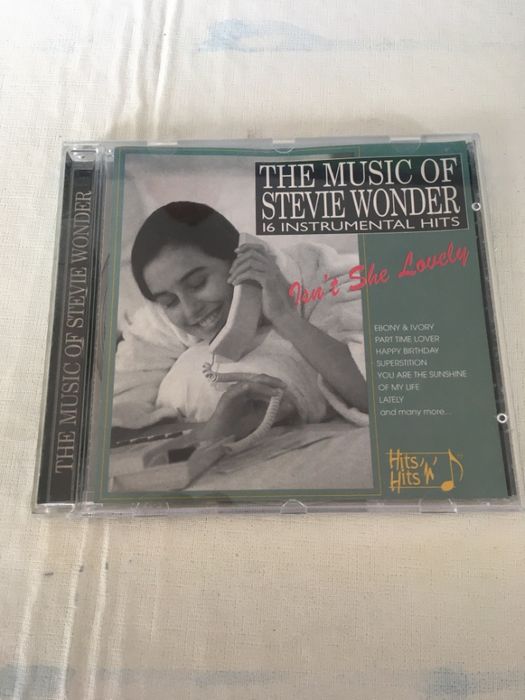 THE MUSIC OF STEVIE WONDER
THE MUSIC OF
STEVIE WONDER
16 INSTRUMENTAL HITS
Isn't She Lovely
EBONY & IVORY
PART TIME LOVER
HAPPY BIRTHDAY
SUPERSTITION
YOU ARE THE SUNSHINE
OF MY LIFE
LATELY
and many more...
Hits 'n'
Hits